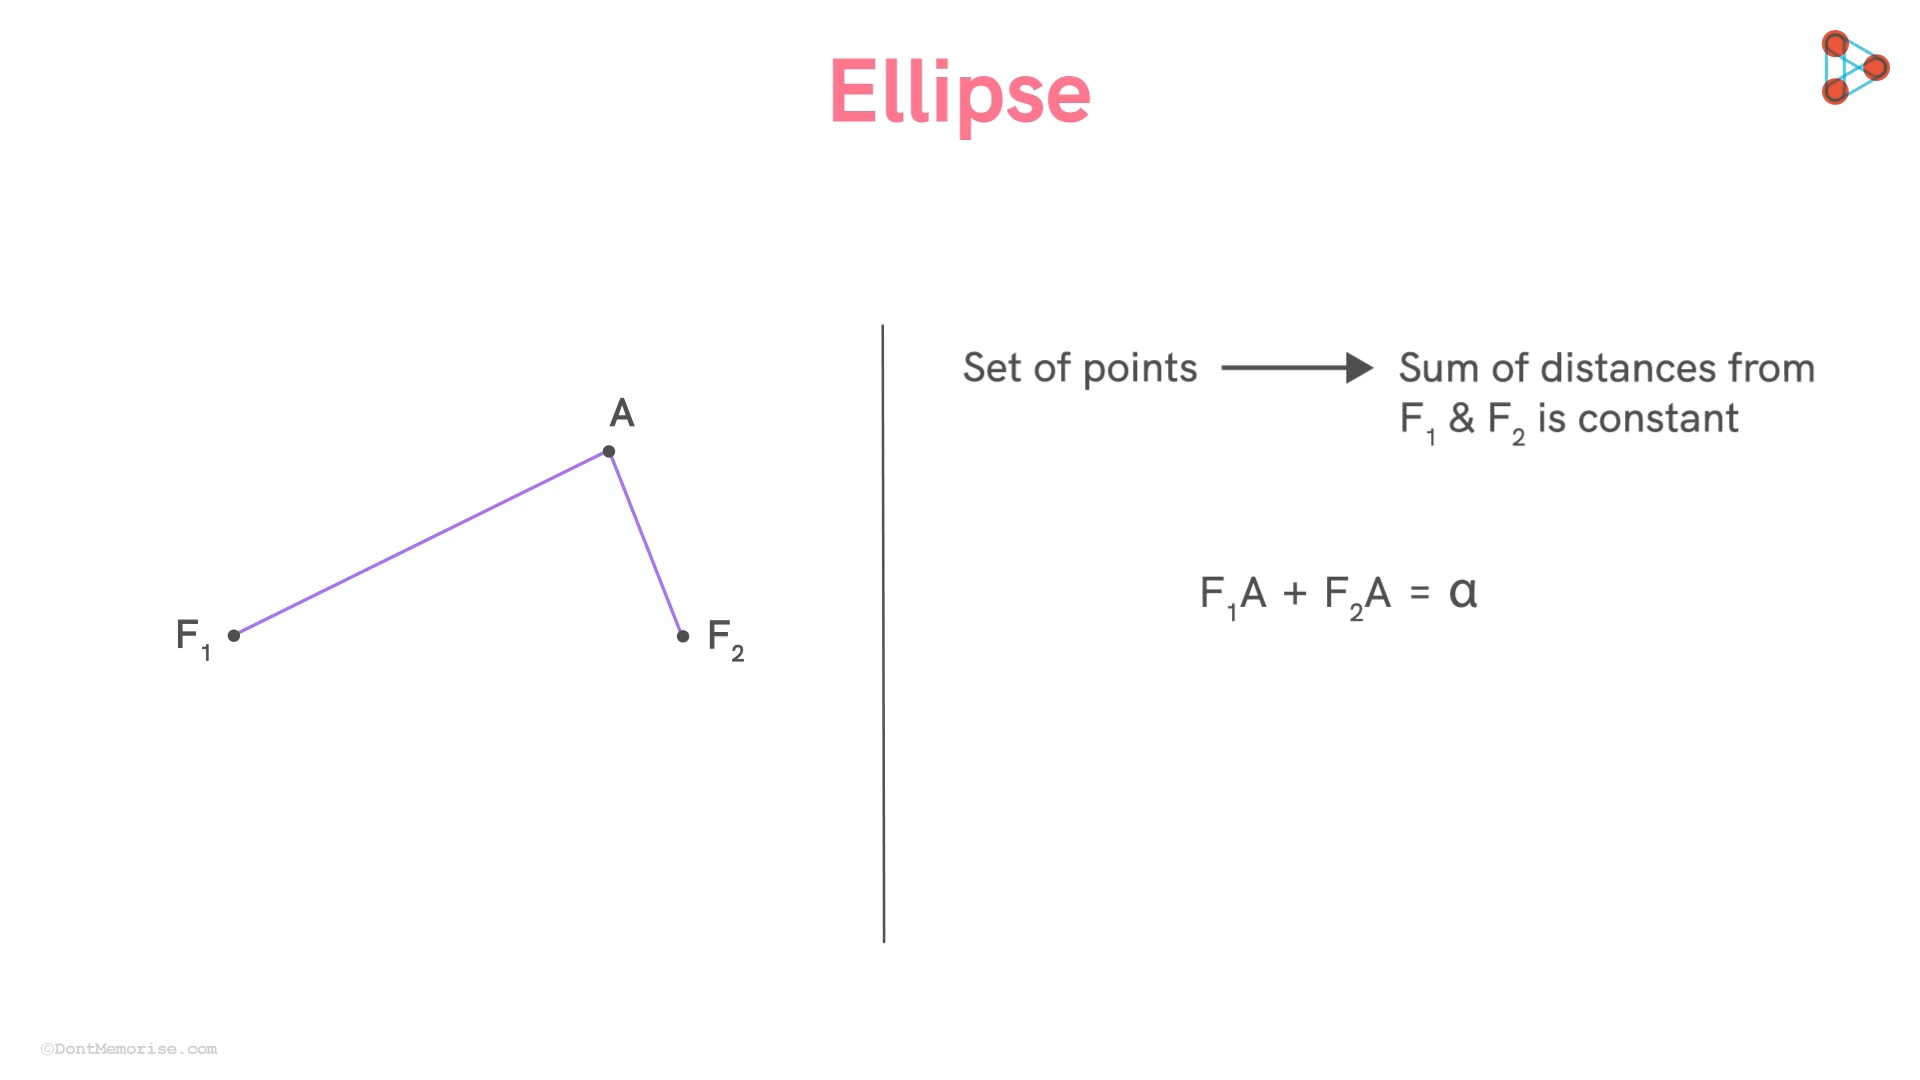 Ellipse
Set of points
Sum of distances from
F₁ & F₂ is constant
A
F₁A + F₂A = α
F₁
F₂
©DontMemorise.com